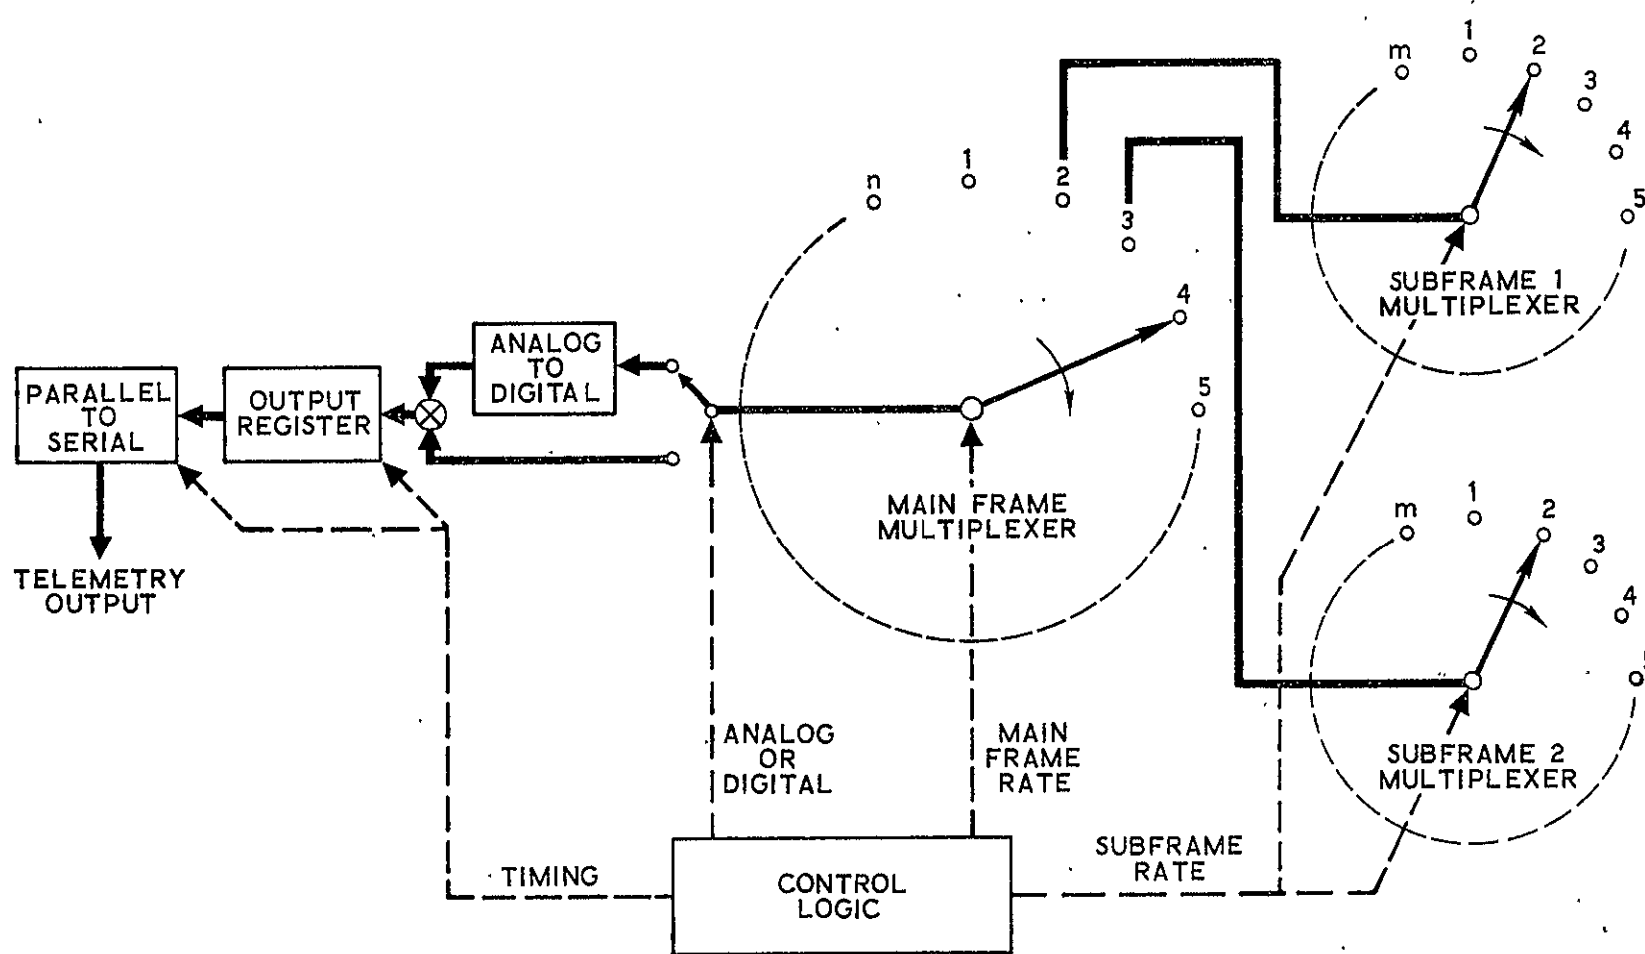 m
1
2
3
4
5
SUBFRAME 1
MULTIPLEXER
n
1
2
3
4
5
MAIN FRAME
MULTIPLEXER
ANALOG
TO
DIGITAL
OUTPUT
REGISTER
PARALLEL
TO
SERIAL
TELEMETRY
OUTPUT
m
1
2
3
4
SUBFRAME 2
MULTIPLEXER
ANALOG
OR
DIGITAL
MAIN
FRAME
RATE
SUBFRAME
RATE
TIMING
CONTROL
LOGIC